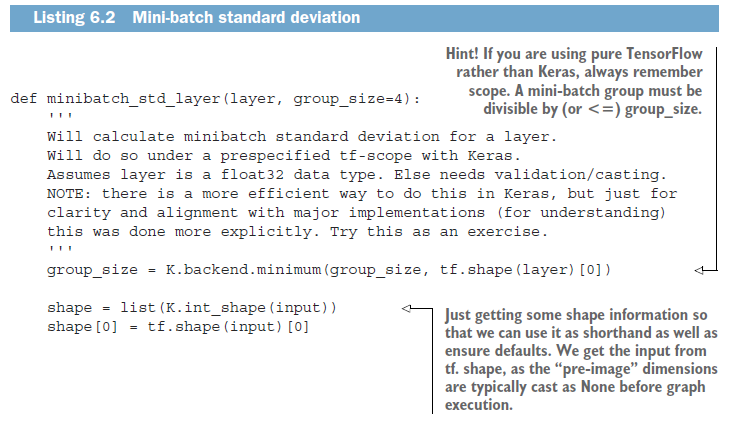 Listing 6.2 Mini-batch standard deviation
Hint! If you are using pure TensorFlow
rather than Keras, always remember
scope. A mini-batch group must be
divisible by (or <=) group_size.
def minibatch_std_layer(layer, group_size=4):
'''
Will calculate minibatch standard deviation for a layer.
Will do so under a prespecified tf-scope with Keras.
Assumes layer is a float32 data type. Else needs validation/casting.
NOTE: there is a more efficient way to do this in Keras, but just for
clarity and alignment with major implementations (for understanding)
this was done more explicitly. Try this as an exercise.
'''
group_size = K.backend.minimum(group_size, tf.shape(layer)[0])
shape = list(K.int_shape(input))
shape[0] = tf.shape(input)[0]
Just getting some shape information so
that we can use it as shorthand as well as
ensure defaults. We get the input from
tf. shape, as the “pre-image” dimensions
are typically cast as None before graph
execution.